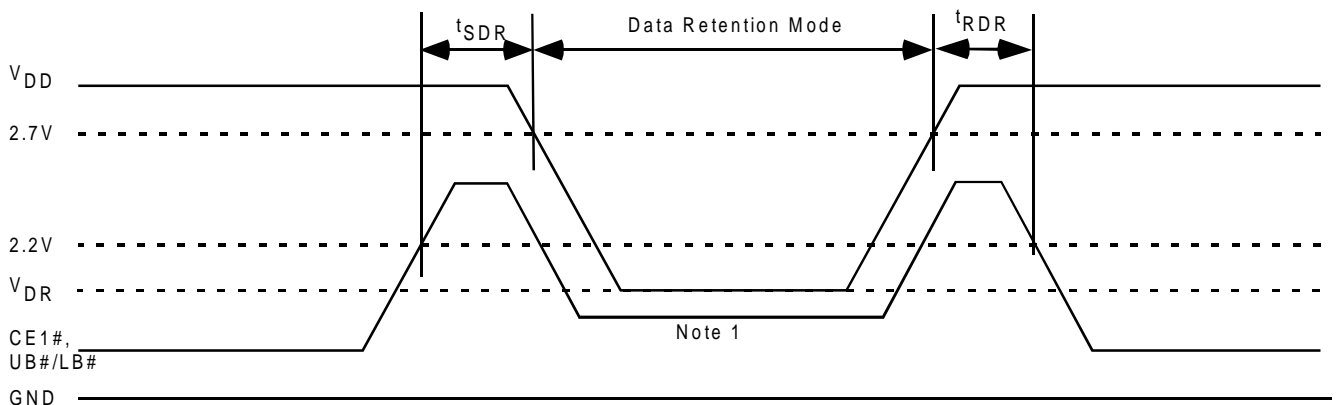 tSDR
Data Retention Mode
tRDR
VDD
2.7V
2.2V
VDR
CE1#,
UB#/LB#
Note 1
GND